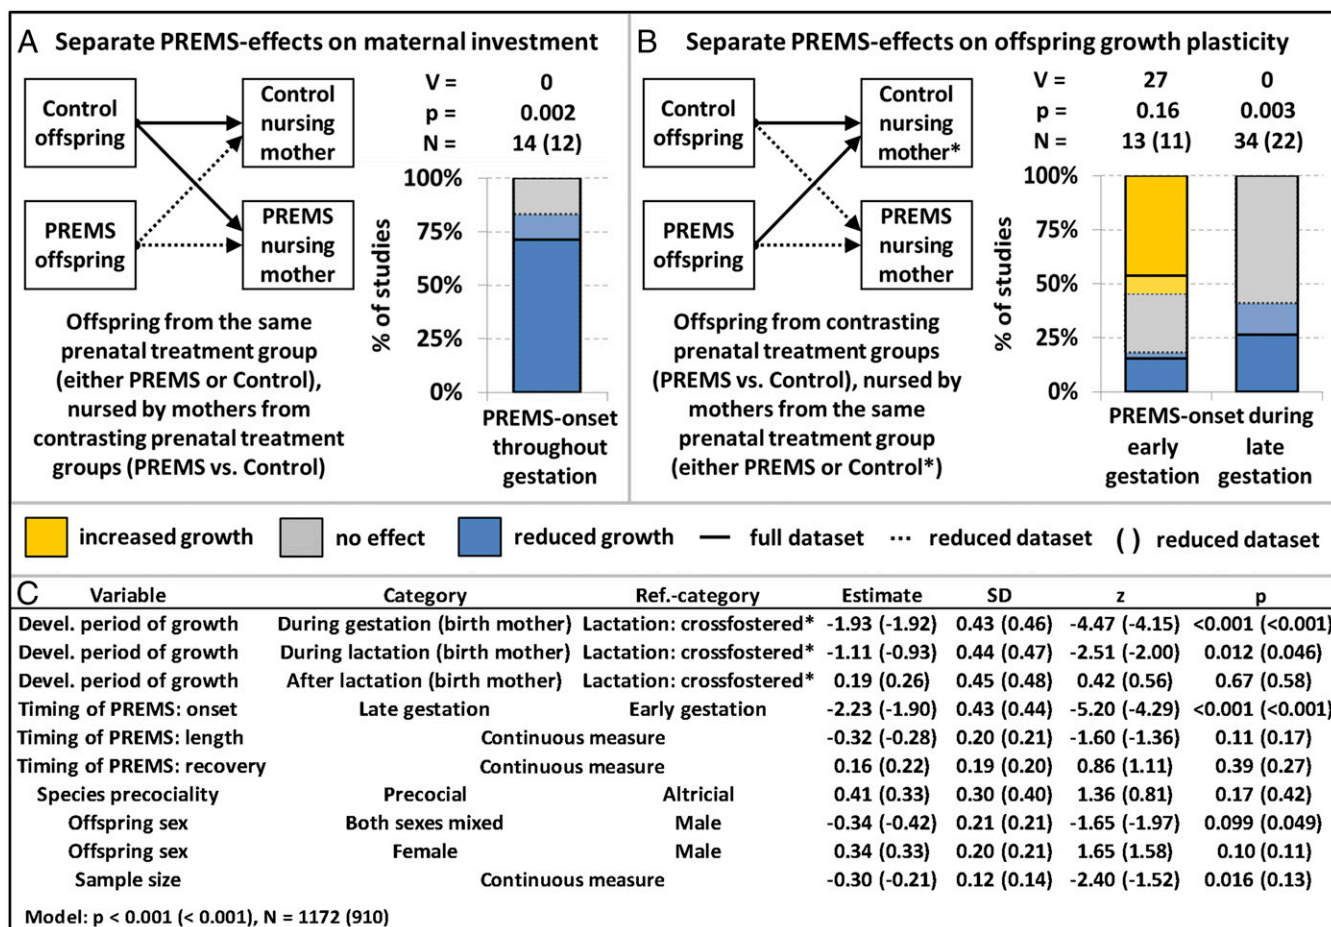 A Separate PREMS-effects on maternal investment
Control offspring
Control nursing mother
PREMS offspring
PREMS nursing mother
Offspring from the same
prenatal treatment group
(either PREMS or Control),
nursed by mothers from
contrasting prenatal treatment
groups (PREMS vs. Control)
V = 0
p = 0.002
N = 14 (12)
% of studies
100%
75%
50%
25%
0%
PREMS-onset
throughout
gestation
B Separate PREMS-effects on offspring growth plasticity
Control offspring
Control nursing mother*
PREMS offspring
PREMS nursing mother
Offspring from contrasting
prenatal treatment groups
(PREMS vs. Control), nursed by
mothers from the same
prenatal treatment group
(either PREMS or Control*)
V = 27 0
p = 0.16 0.003
N = 13 (11) 34 (22)
% of studies
100%
75%
50%
25%
0%
PREMS-onset during
early gestation
late gestation
increased growth no effect reduced growth full dataset reduced dataset ( ) reduced dataset
C Variable Category Ref.-category Estimate SD z p
Devel. period of growth During gestation (birth mother) Lactation: crossfostered* -1.93 (-1.92) 0.43 (0.46) -4.47 (-4.15) <0.001 (<0.001)
Devel. period of growth During lactation (birth mother) Lactation: crossfostered* -1.11 (-0.93) 0.44 (0.47) -2.51 (-2.00) 0.012 (0.046)
Devel. period of growth After lactation (birth mother) Lactation: crossfostered* 0.19 (0.26) 0.45 (0.48) 0.42 (0.56) 0.67 (0.58)
Timing of PREMS: onset Late gestation Early gestation -2.23 (-1.90) 0.43 (0.44) -5.20 (-4.29) <0.001 (<0.001)
Timing of PREMS: length Continuous measure -0.32 (-0.28) 0.20 (0.21) -1.60 (-1.36) 0.11 (0.17)
Timing of PREMS: recovery Continuous measure 0.16 (0.22) 0.19 (0.20) 0.86 (1.11) 0.39 (0.27)
Species precociality Precocial Altricial 0.41 (0.33) 0.30 (0.40) 1.36 (0.81) 0.17 (0.42)
Offspring sex Both sexes mixed Male -0.34 (-0.42) 0.21 (0.21) -1.65 (-1.97) 0.099 (0.049)
Offspring sex Female Male 0.34 (0.33) 0.20 (0.21) 1.65 (1.58) 0.10 (0.11)
Sample size Continuous measure -0.30 (-0.21) 0.12 (0.14) -2.40 (-1.52) 0.016 (0.13)
Model: p < 0.001 (< 0.001), N = 1172 (910)